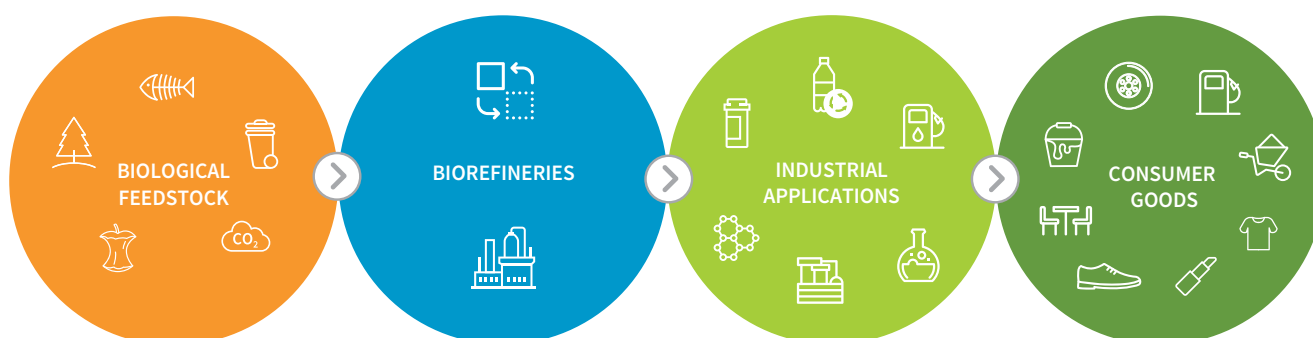 BIOLOGICAL
FEEDSTOCK
CO₂
BIOREFINERIES
INDUSTRIAL
APPLICATIONS
CONSUMER
GOODS